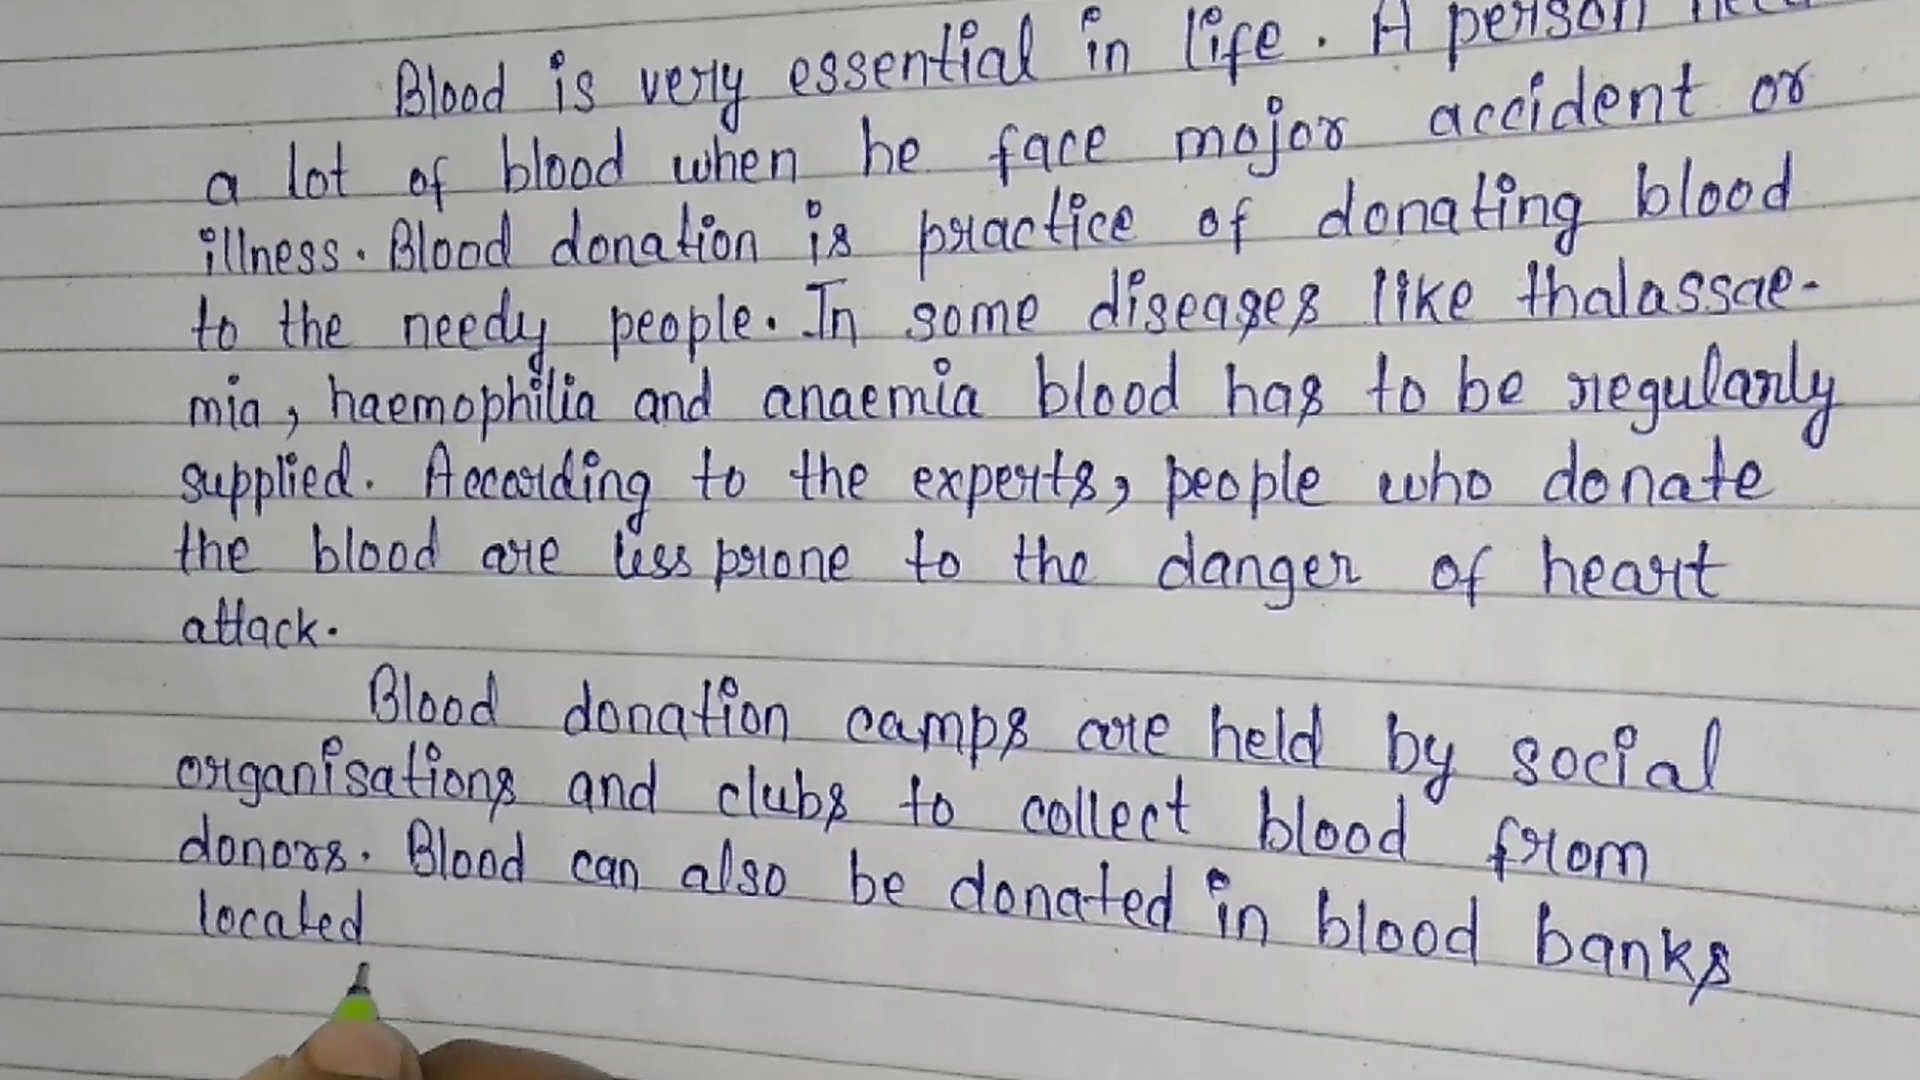 Blood is very essential in life. A person
a lot of blood when he face major accident or
illness. Blood donation is practice of donating blood
to the needy people. In some diseases like thalassae-
mia, haemophilia and anaemia blood has to be regularly
supplied. According to the experts, people who donate
the blood are less prone to the danger of heart
attack.
Blood donation camps are held by social
organisations and clubs to collect blood from
donors. Blood can also be donated in blood banks
located